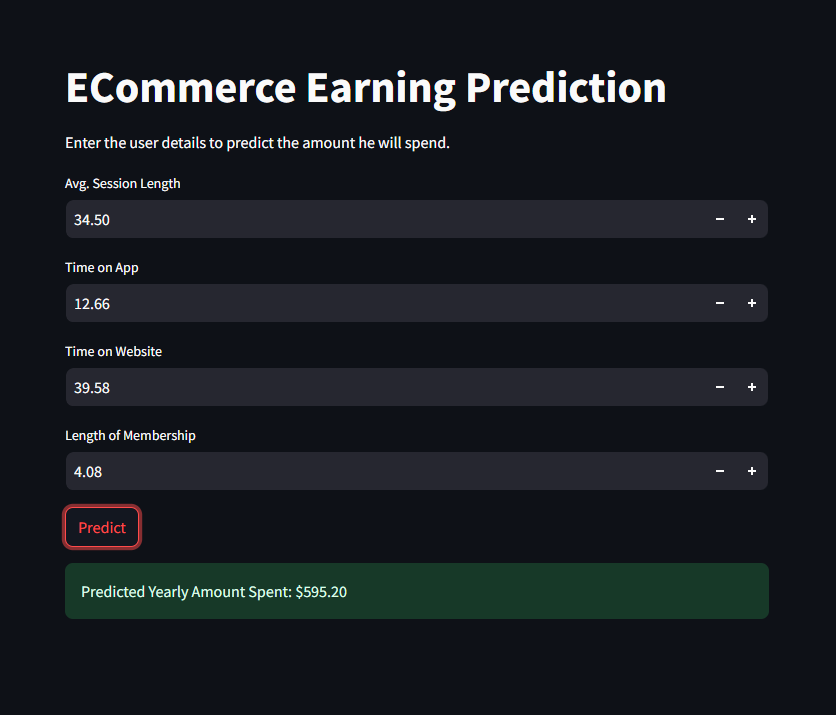 ECommerce Earning Prediction
Enter the user details to predict the amount he will spend.
Avg. Session Length
34.50
Time on App
12.66
Time on Website
39.58
Length of Membership
4.08
Predict
Predicted Yearly Amount Spent: $595.20